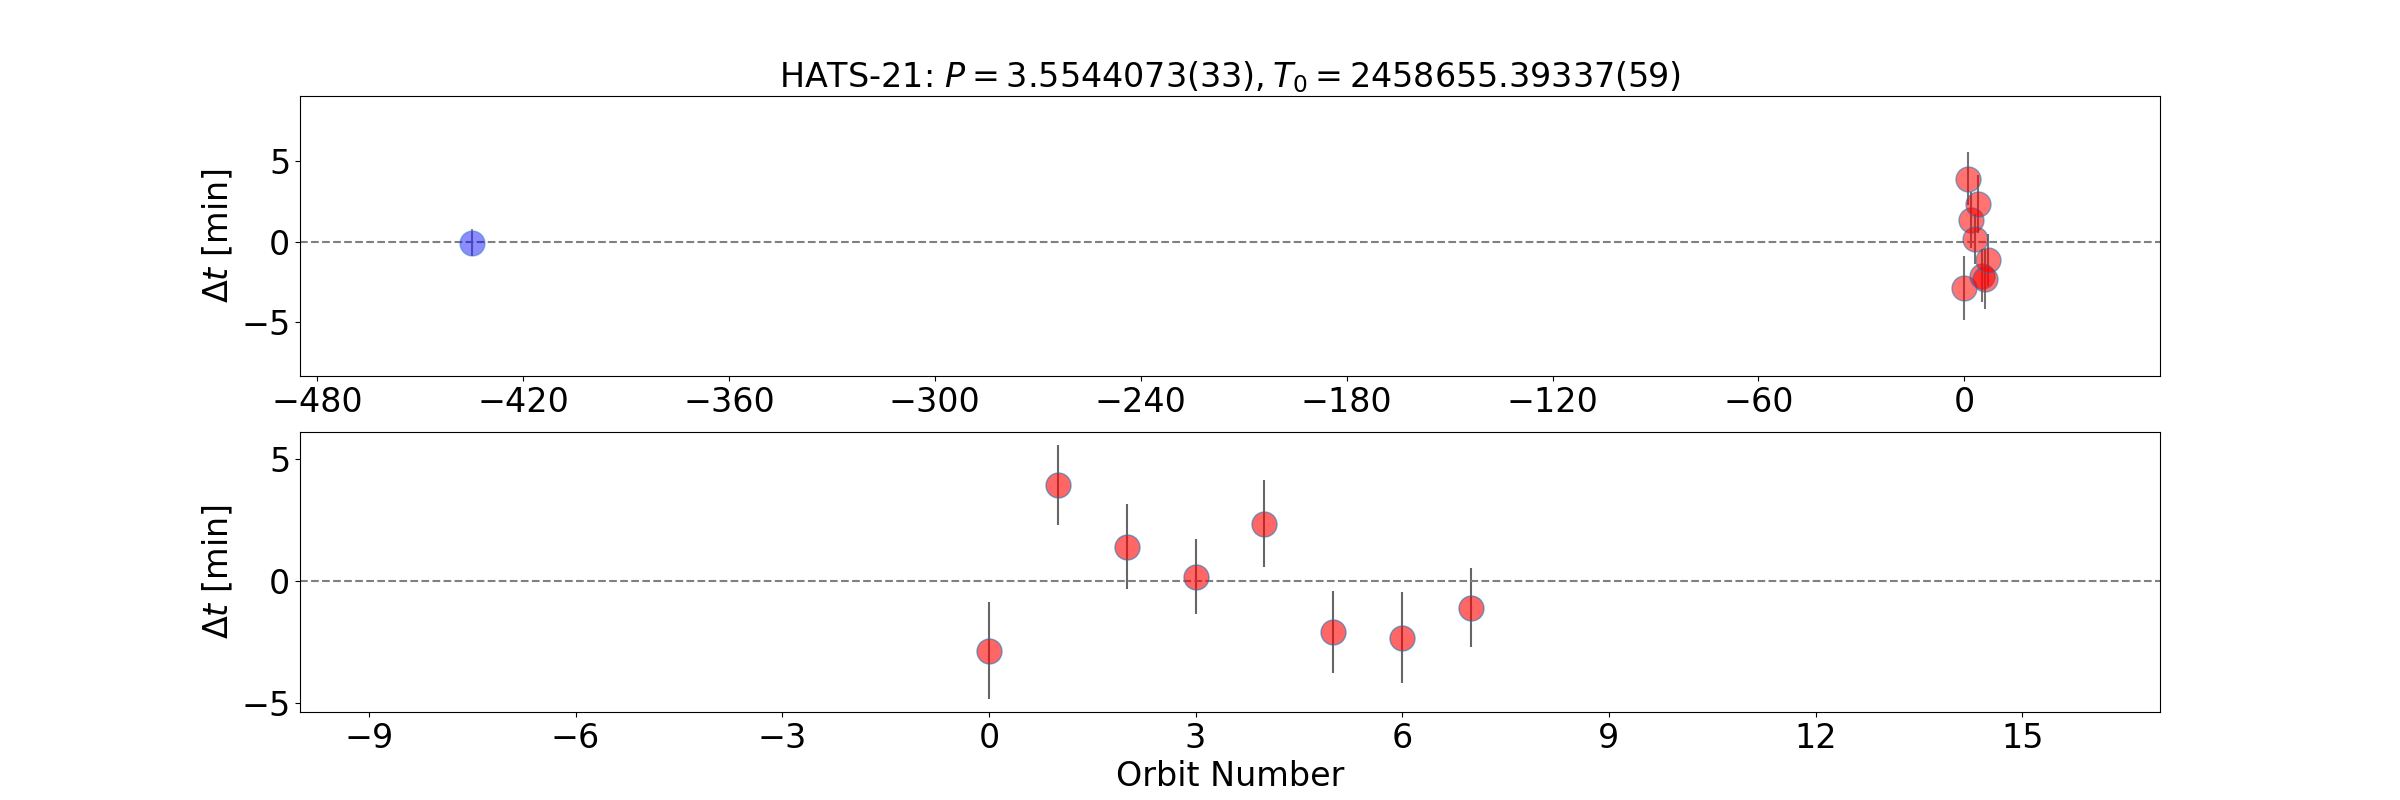 HATS-21: P = 3.5544073(33), T₀ = 2458655.39337(59)
Δt [min]
5
0
−5
−480 −420 −360 −300 −240 −180 −120 −60 0
Δt [min]
5
0
−5
−9 −6 −3 0 3 6 9 12 15
Orbit Number